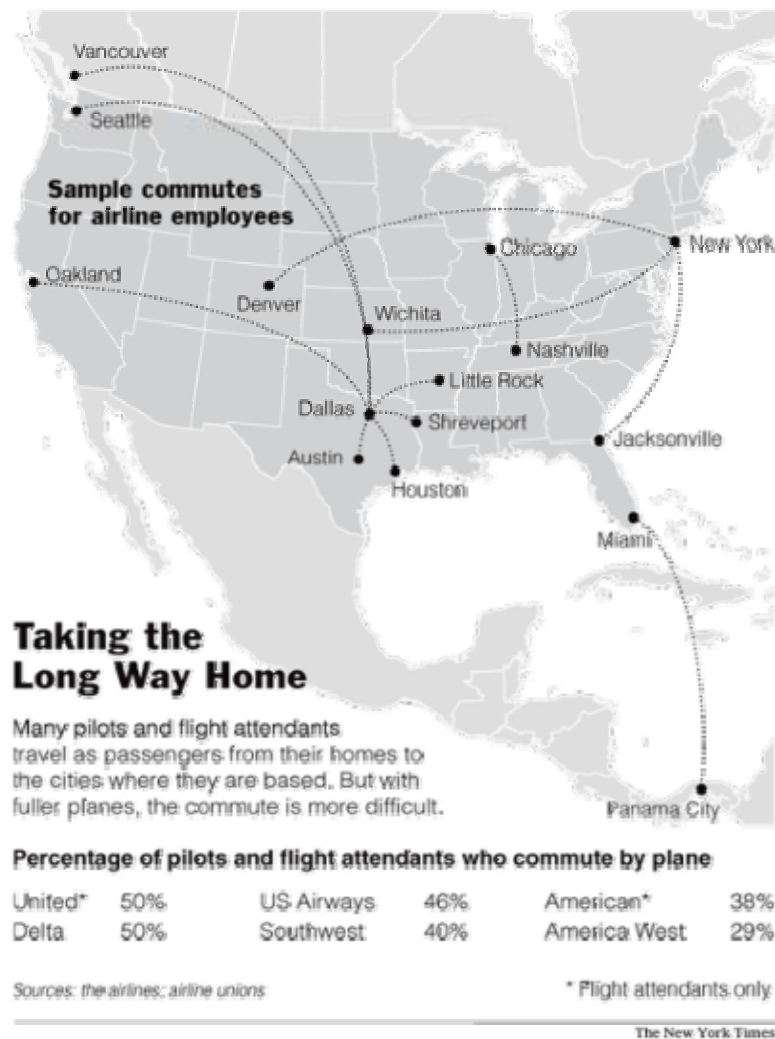 Vancouver
Seattle
Sample commutes
for airline employees
Oakland
Denver
Chicago
New York
Wichita
Nashville
Little Rock
Dallas
Shreveport
Austin
Houston
Jacksonville
Miami
Taking the
Long Way Home
Many pilots and flight attendants
travel as passengers from their homes to
the cities where they are based. But with
fuller planes, the commute is more difficult.
Panama City
Percentage of pilots and flight attendants who commute by plane
United* 50% US Airways 46% American* 38%
Delta 50% Southwest 40% America West 29%
Sources: the airlines; airline unions * Flight attendants only
The New York Times